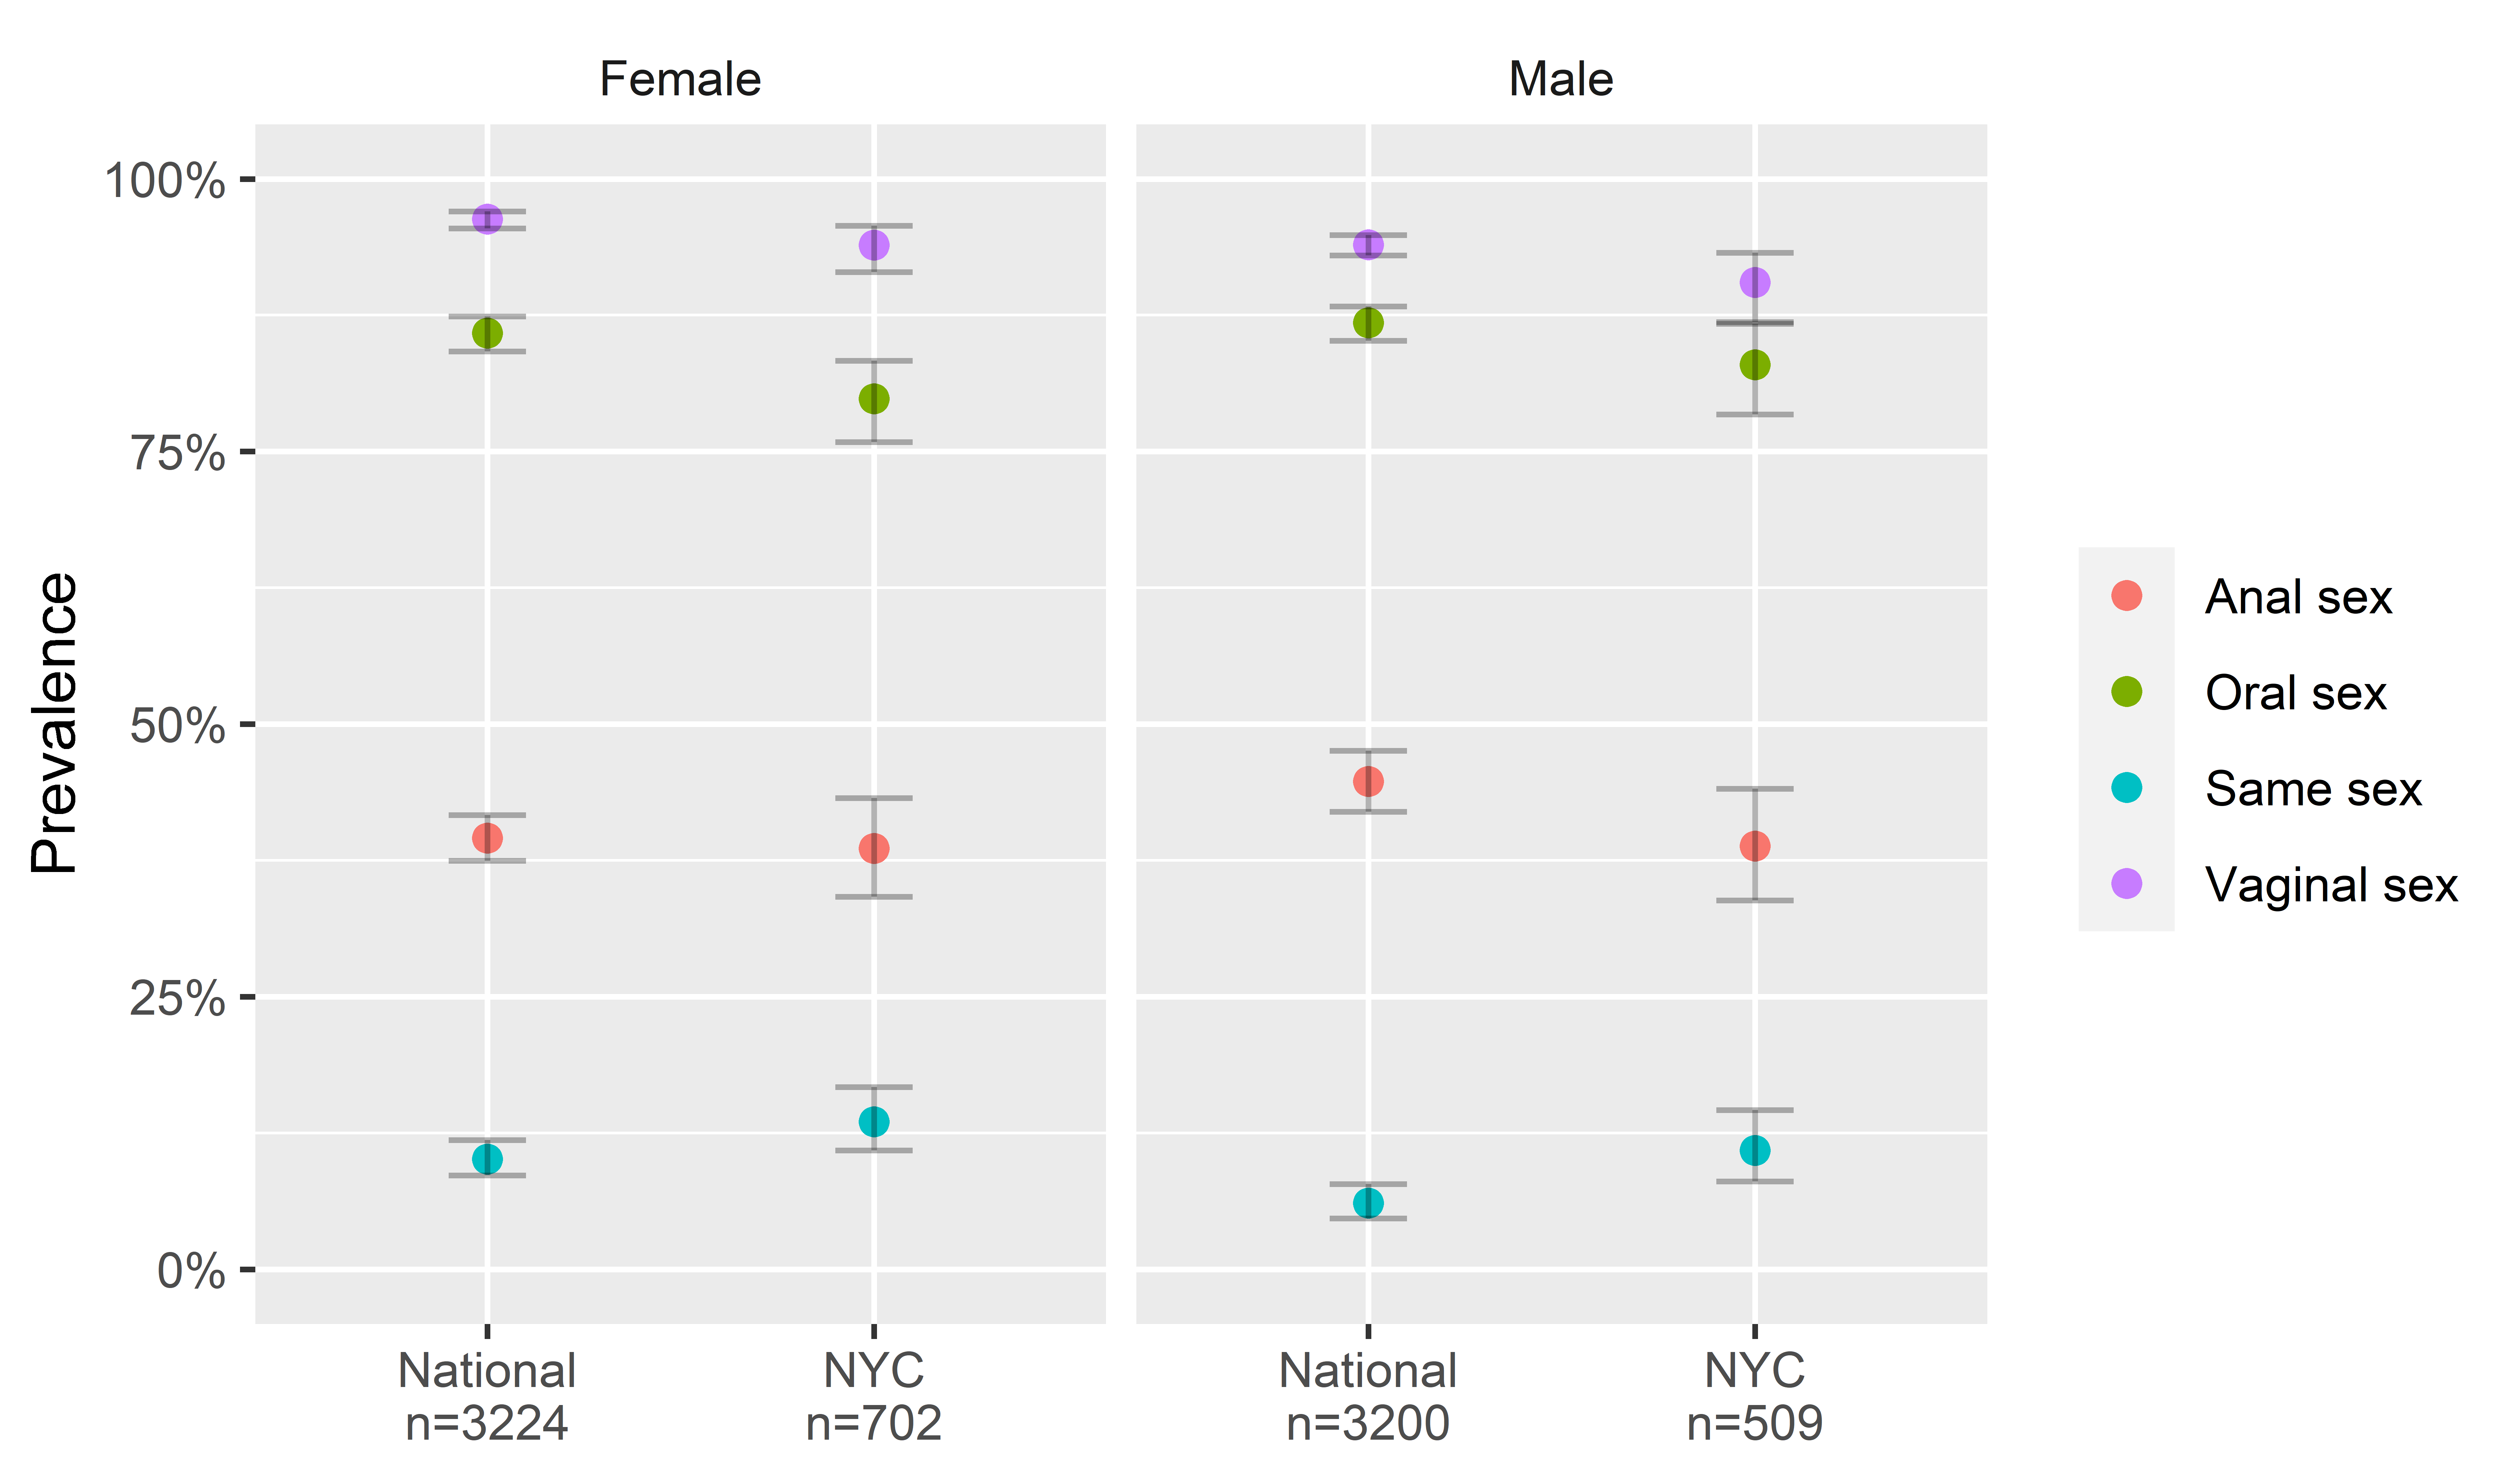 Female
Male
Prevalence
100%
75%
50%
25%
0%
National
n=3224
NYC
n=702
National
n=3200
NYC
n=509
Anal sex
Oral sex
Same sex
Vaginal sex